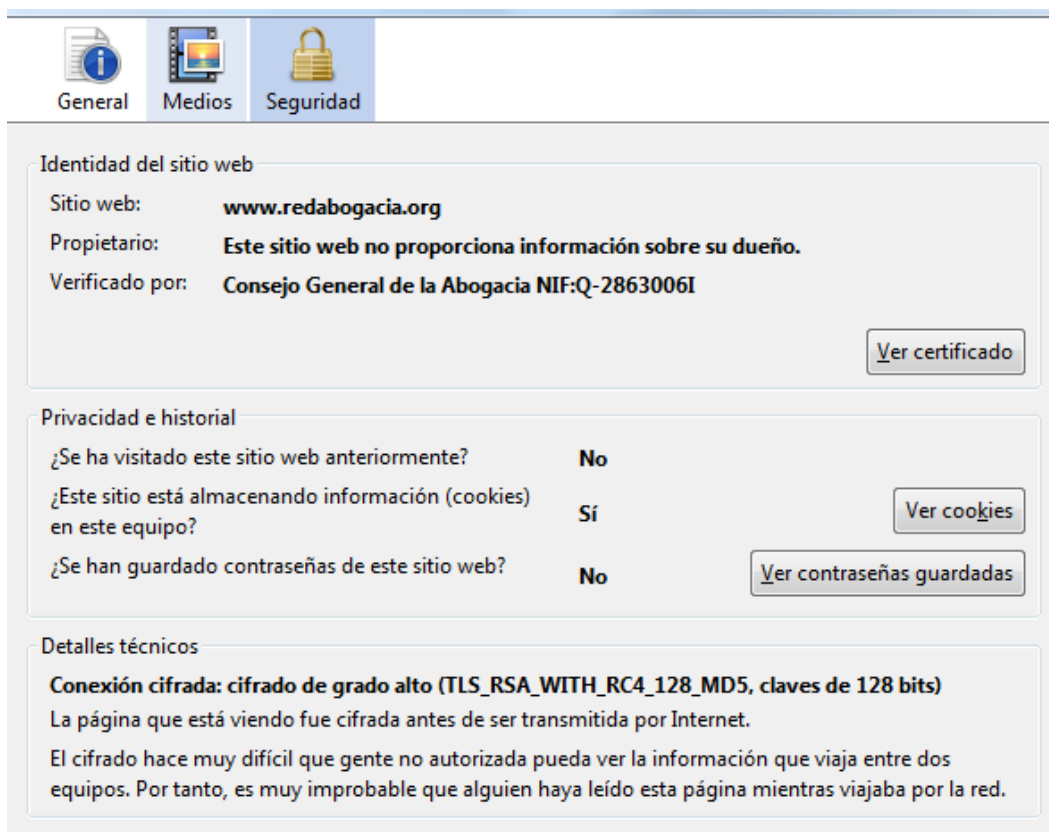 General Medios Seguridad
Identidad del sitio web
Sitio web: www.redabogacia.org
Propietario: Este sitio web no proporciona información sobre su dueño.
Verificado por: Consejo General de la Abogacia NIF:Q-2863006I
Ver certificado
Privacidad e historial
¿Se ha visitado este sitio web anteriormente? No
¿Este sitio está almacenando información (cookies)
en este equipo? Sí Ver cookies
¿Se han guardado contraseñas de este sitio web? No Ver contraseñas guardadas
Detalles técnicos
Conexión cifrada: cifrado de grado alto (TLS_RSA_WITH_RC4_128_MD5, claves de 128 bits)
La página que está viendo fue cifrada antes de ser transmitida por Internet.
El cifrado hace muy difícil que gente no autorizada pueda ver la información que viaja entre dos
equipos. Por tanto, es muy improbable que alguien haya leído esta página mientras viajaba por la red.